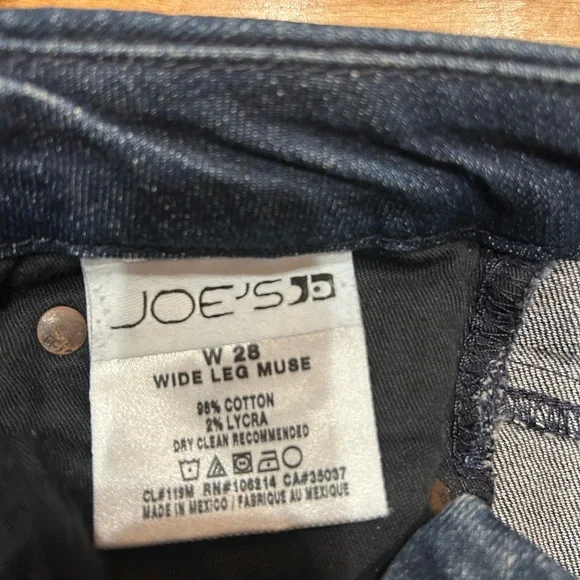 JOE'S
W 28
WIDE LEG MUSE
98% COTTON
2% LYCRA
DRY CLEAN RECOMMENDED
CL#119M RN#106214 CA#35037
MADE IN MEXICO / FABRIQUE AU MEXIQUE